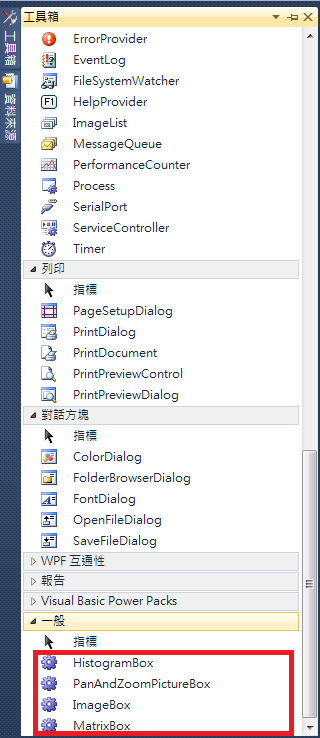 工具箱
工具箱
資料來源
ErrorProvider
EventLog
FileSystemWatcher
HelpProvider
ImageList
MessageQueue
PerformanceCounter
Process
SerialPort
ServiceController
Timer
列印
指標
PageSetupDialog
PrintDialog
PrintDocument
PrintPreviewControl
PrintPreviewDialog
對話方塊
指標
ColorDialog
FolderBrowserDialog
FontDialog
OpenFileDialog
SaveFileDialog
WPF 互通性
報告
Visual Basic Power Packs
一般
指標
HistogramBox
PanAndZoomPictureBox
ImageBox
MatrixBox